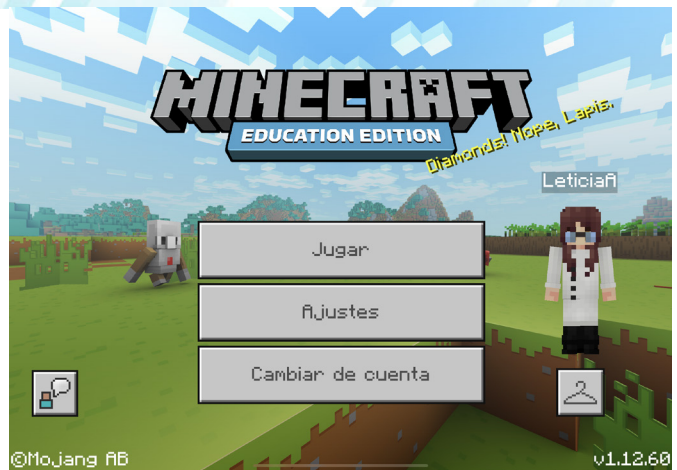 MINECRAFT
EDUCATION EDITION
Diamonds! Nope, Lapis.
LeticiaA
Jugar
Ajustes
Cambiar de cuenta
©Mojang AB
v1.12.60